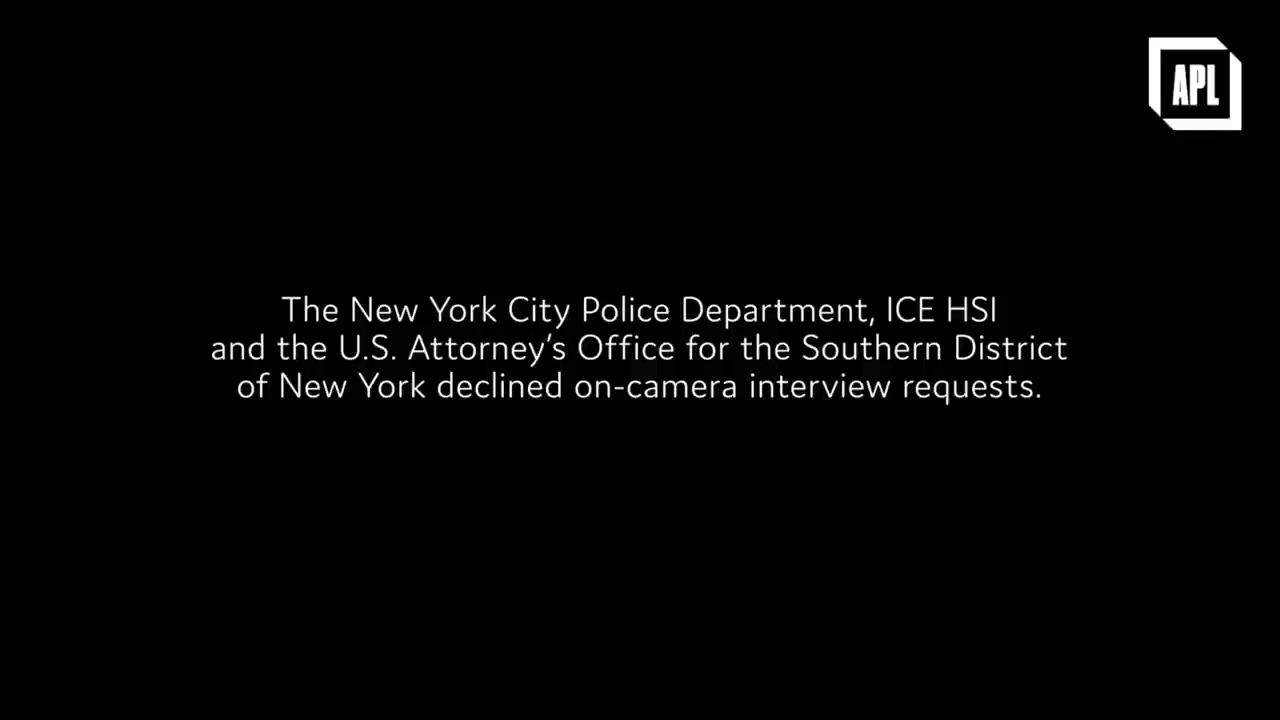 APL
The New York City Police Department, ICE HSI
and the U.S. Attorney’s Office for the Southern District
of New York declined on-camera interview requests.